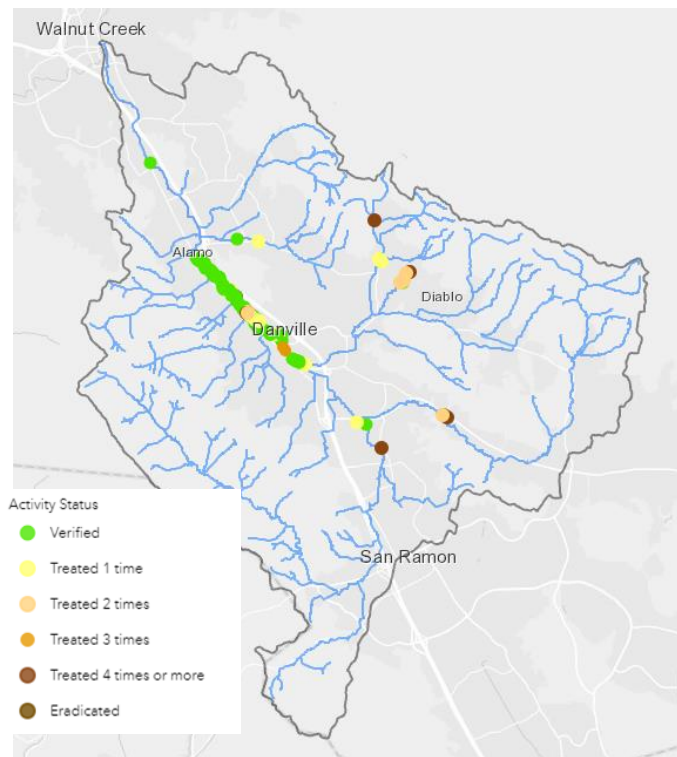 Walnut Creek
Alamo
Diablo
Danville
San Ramon
Activity Status
Verified
Treated 1 time
Treated 2 times
Treated 3 times
Treated 4 times or more
Eradicated